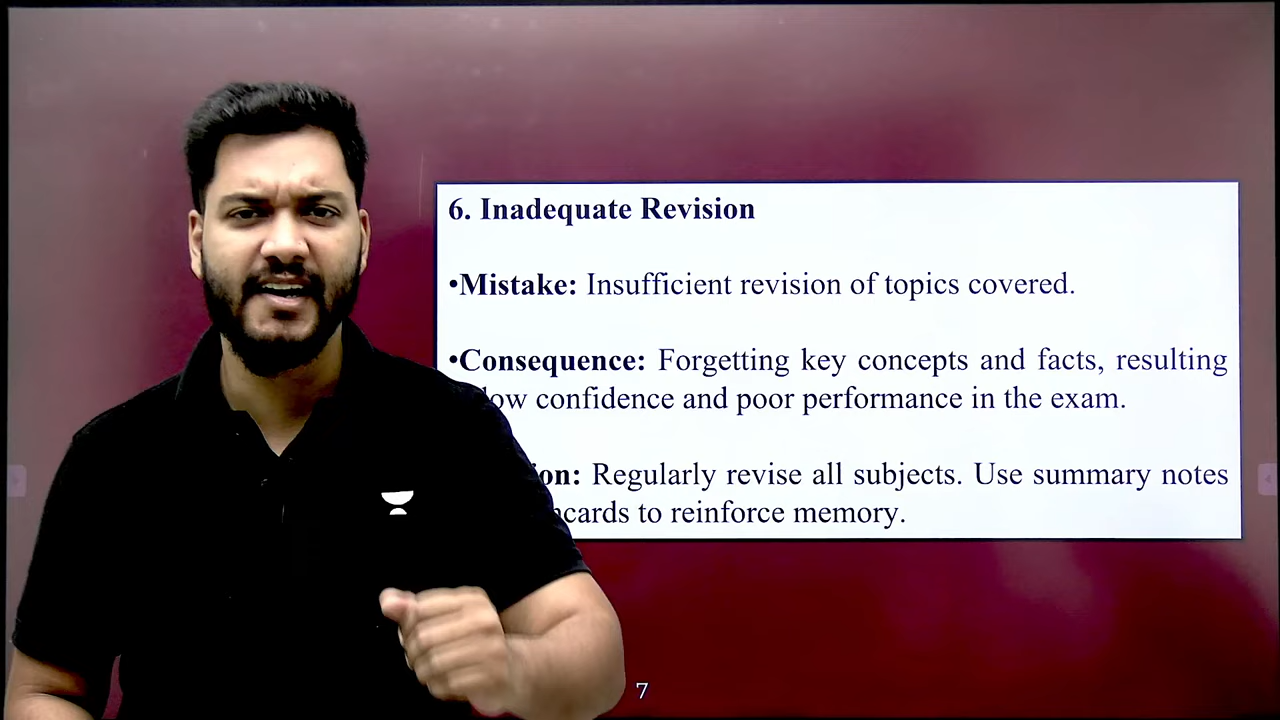 6. Inadequate Revision
•Mistake: Insufficient revision of topics covered.
•Consequence: Forgetting key concepts and facts, resulting
low confidence and poor performance in the exam.
Regularly revise all subjects. Use summary notes
to reinforce memory.
7